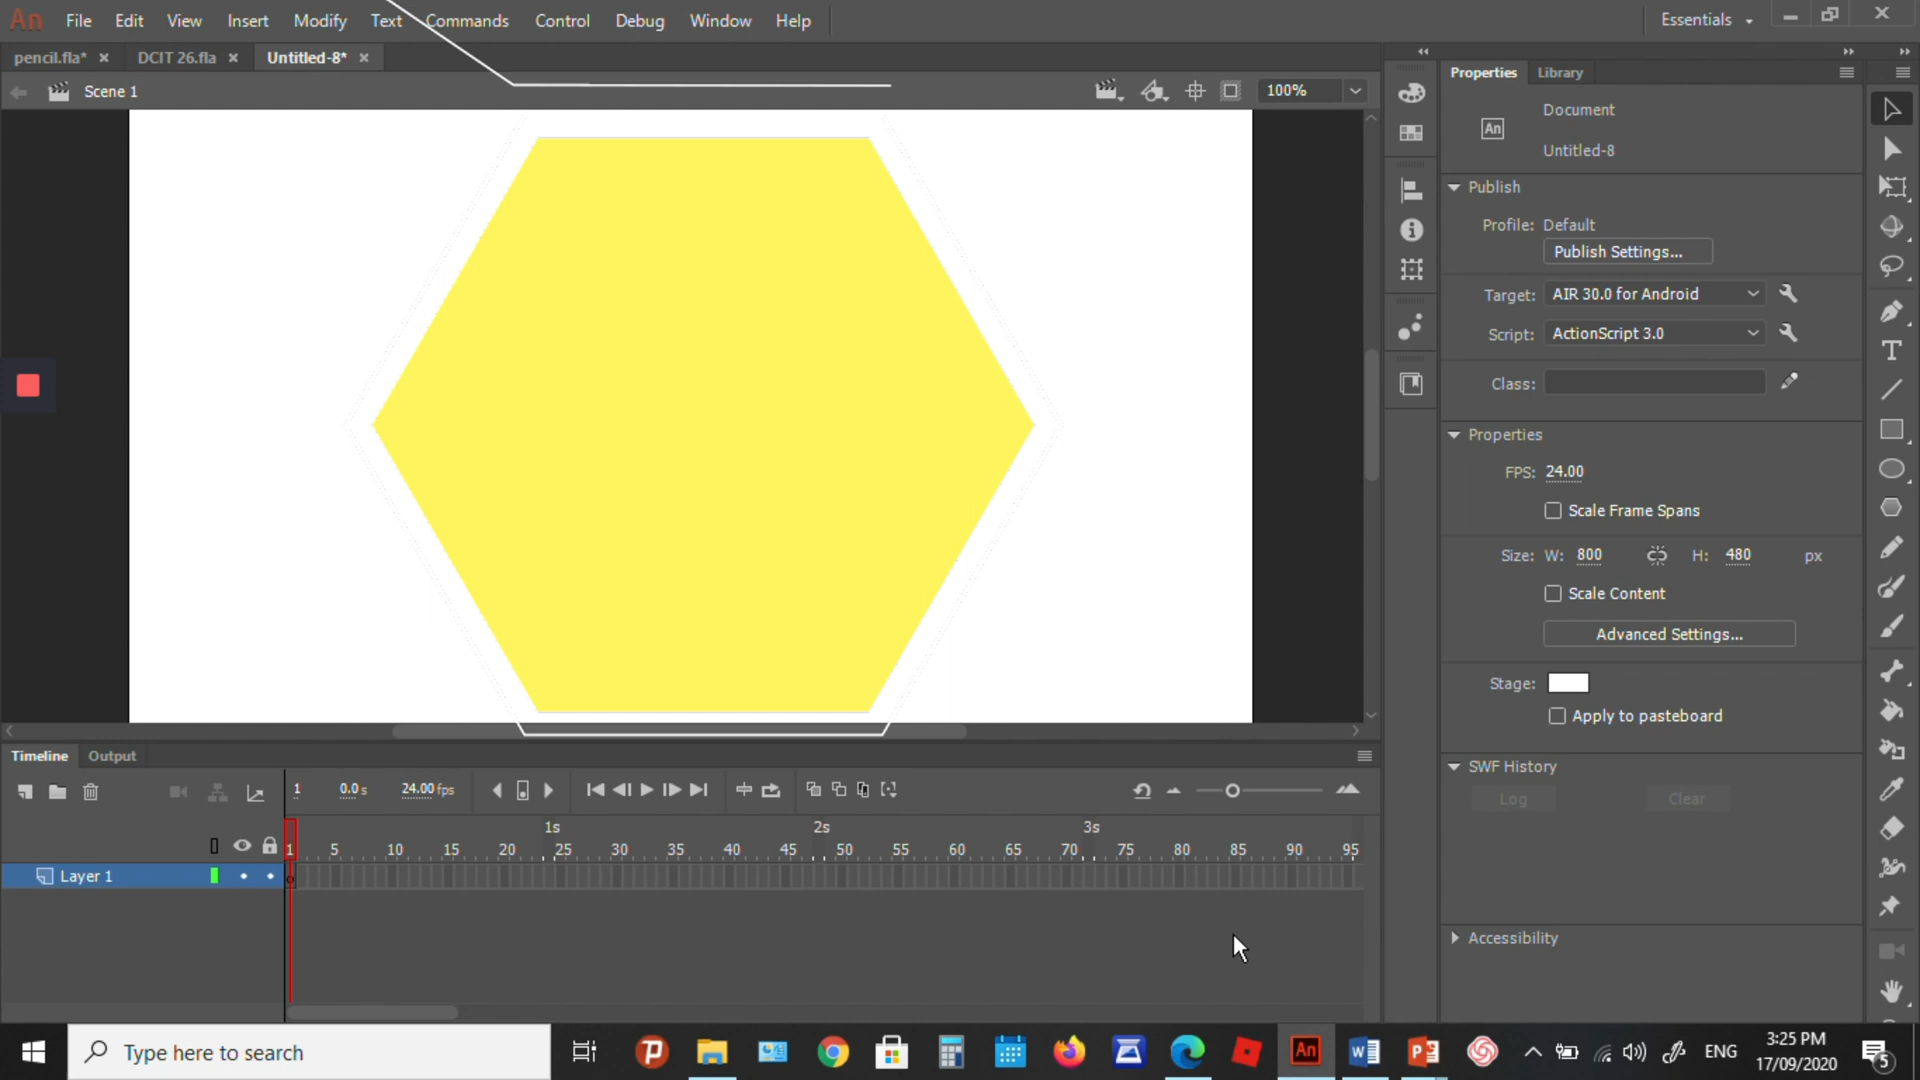 An File Edit View Insert Modify Text Commands Control Debug Window Help Essentials
pencil.fla* × DCIT 26.fla × Untitled-8* ×
Scene 1 100%
Properties Library
Document
An
Untitled-8
Publish
Profile: Default
Publish Settings...
Target: AIR 30.0 for Android
Script: ActionScript 3.0
Class:
Properties
FPS: 24.00
Scale Frame Spans
Size: W: 800 H: 480 px
Scale Content
Advanced Settings...
Stage:
Apply to pasteboard
SWF History
Log Clear
Accessibility
Timeline Output
1 0.0s 24.00fps
1s 2s 3s
1 5 10 15 20 25 30 35 40 45 50 55 60 65 70 75 80 85 90 95
Layer 1
Type here to search
An
ENG
3:25 PM
17/09/2020
5